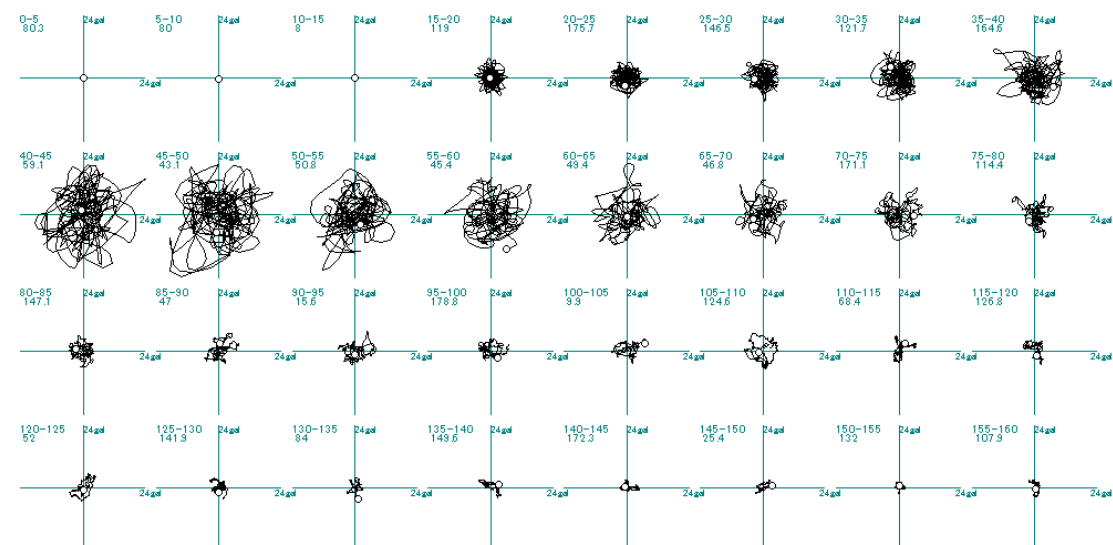 0-5 24gal
80.3
24gal
5-10 24gal
80
24gal
10-15 24gal
8
24gal
15-20 24gal
119
24gal
20-25 24gal
175.7
24gal
25-30 24gal
146.5
24gal
30-35 24gal
121.7
24gal
35-40 24gal
164.6
24gal
40-45 24gal
59.1
24gal
45-50 24gal
43.1
24gal
50-55 24gal
50.8
24gal
55-60 24gal
45.4
24gal
60-65 24gal
49.4
24gal
65-70 24gal
46.8
24gal
70-75 24gal
171.1
24gal
75-80 24gal
114.4
24gal
80-85 24gal
147.1
24gal
85-90 24gal
47
24gal
90-95 24gal
15.6
24gal
95-100 24gal
178.8
24gal
100-105 24gal
9.9
24gal
105-110 24gal
124.6
24gal
110-115 24gal
68.4
24gal
115-120 24gal
126.8
24gal
120-125 24gal
52
24gal
125-130 24gal
141.9
24gal
130-135 24gal
84
24gal
135-140 24gal
149.6
24gal
140-145 24gal
172.3
24gal
145-150 24gal
25.4
24gal
150-155 24gal
132
24gal
155-160 24gal
107.9
24gal